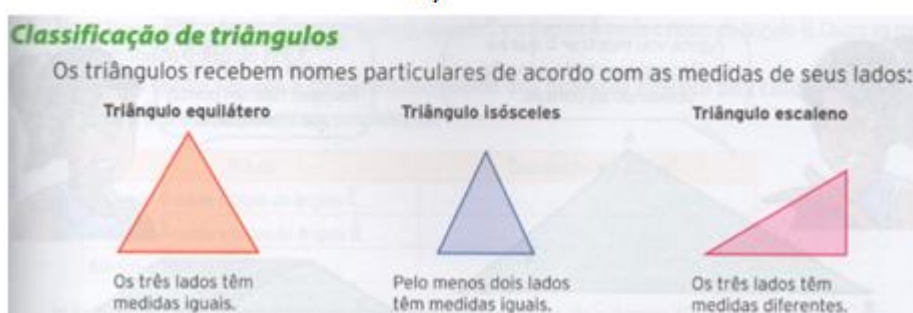 Classificação de triângulos
Os triângulos recebem nomes particulares de acordo com as medidas de seus lados:
Triângulo equilátero
Triângulo isósceles
Triângulo escaleno
Os três lados têm
medidas iguais.
Pelo menos dois lados
têm medidas iguais.
Os três lados têm
medidas diferentes.